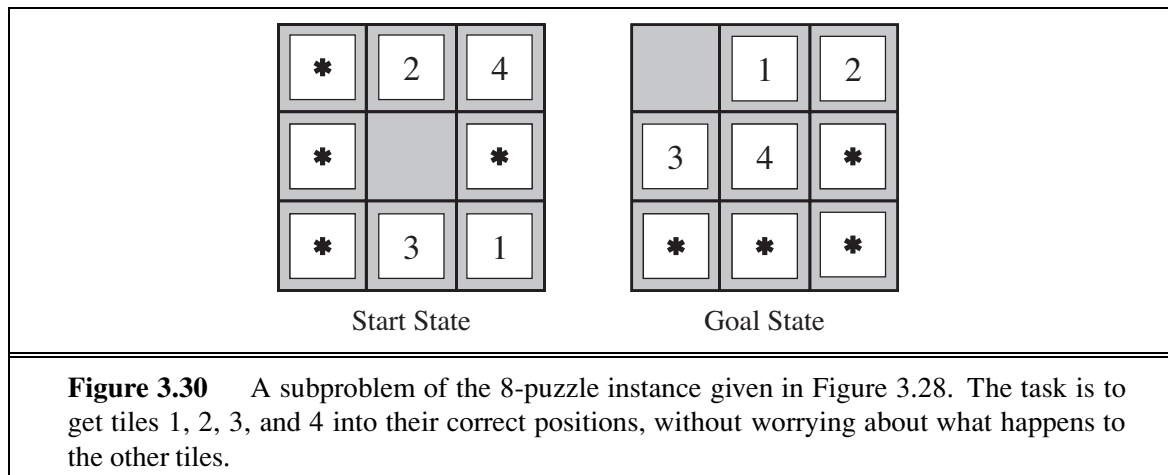 * 2 4 1 2
* * 3 4 *
* 3 1 * * *
Start State Goal State
Figure 3.30 A subproblem of the 8-puzzle instance given in Figure 3.28. The task is to
get tiles 1, 2, 3, and 4 into their correct positions, without worrying about what happens to
the other tiles.